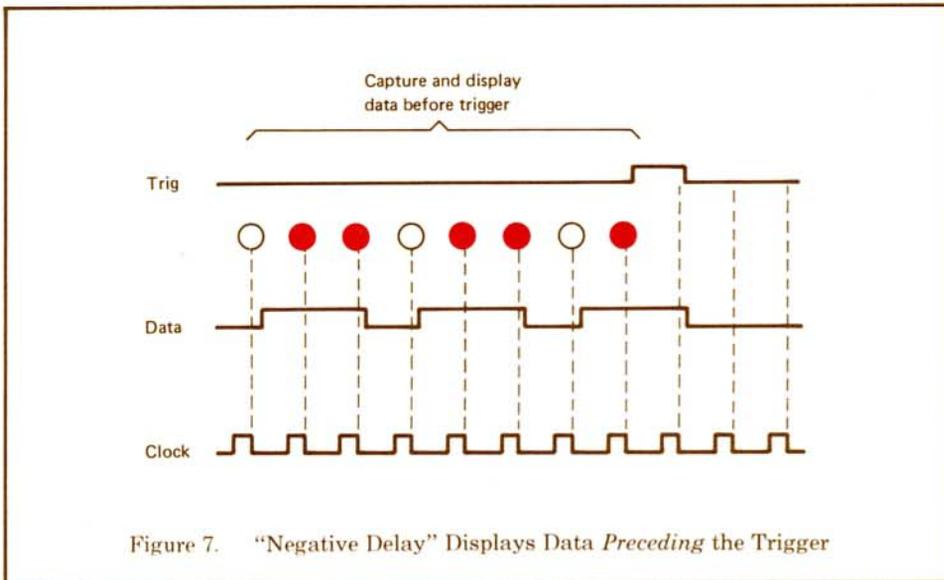 Capture and display
data before trigger
Trig
Data
Clock
Figure 7. "Negative Delay" Displays Data Preceding the Trigger